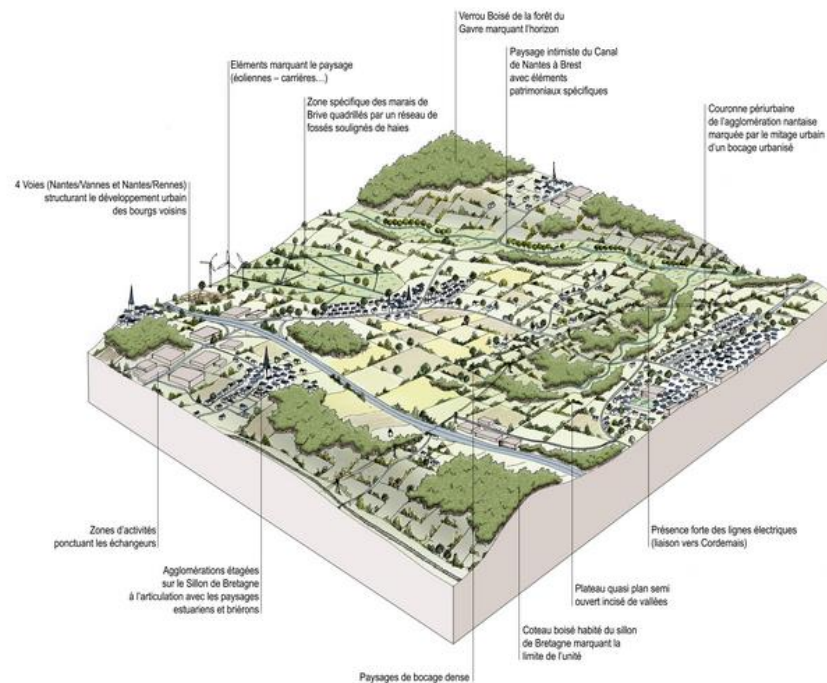 Verrou Boisé de la forêt du
Gavre marquant l'horizon
Paysage intimiste du Canal
de Nantes à Brest
avec éléments
patrimoniaux spécifiques
Eléments marquant le paysage
(éoliennes – carrières…)
Zone spécifique des marais de
Brive quadrillés par un réseau de
fossés soulignés de haies
Couronne périurbaine
de l'agglomération nantaise
marquée par le mitage urbain
d'un bocage urbanisé
4 Voies (Nantes/Vannes et Nantes/Rennes)
structurant le développement urbain
des bourgs voisins
Zones d'activités
ponctuant les échangeurs
Présence forte des lignes électriques
(liaison vers Cordemais)
Agglomérations étagées
sur le Sillon de Bretagne
à l'articulation avec les paysages
estuariens et briérons
Plateau quasi plan semi
ouvert incisé de vallées
Coteau boisé habité du sillon
de Bretagne marquant la
limite de l'unité
Paysages de bocage dense